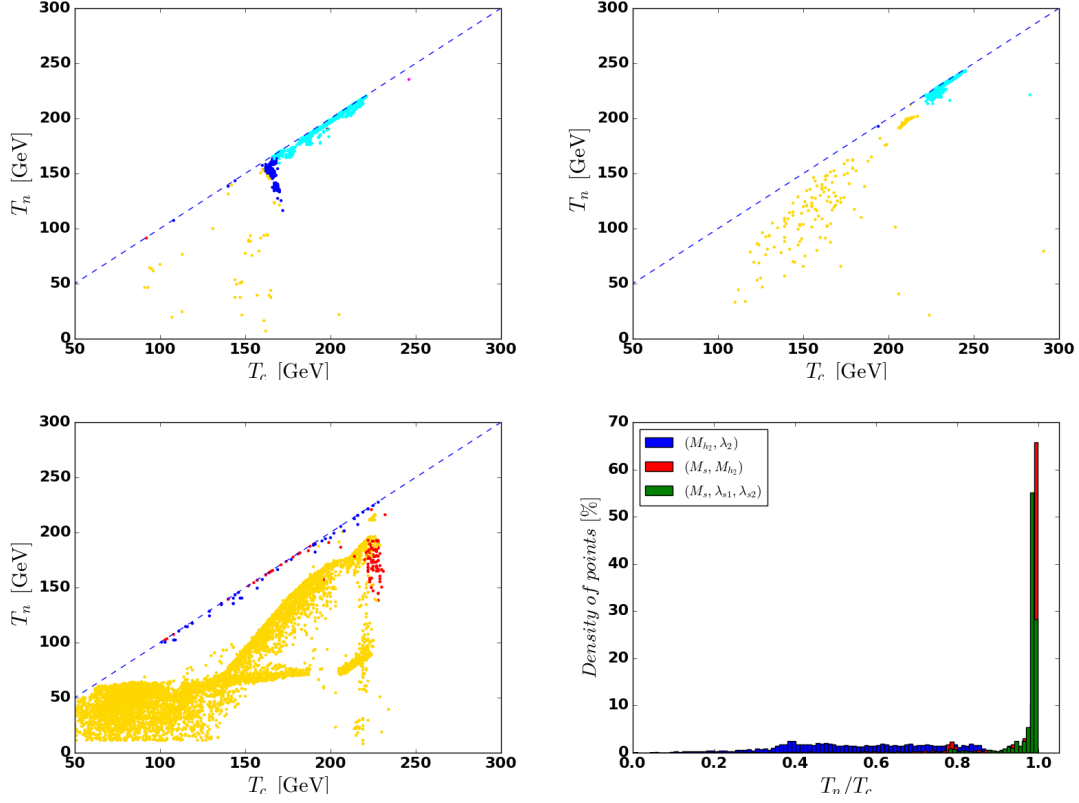 300
250
200
150
100
50
0
T_n [GeV]
50 100 150 200 250 300
T_c [GeV]
300
250
200
150
100
50
0
T_n [GeV]
50 100 150 200 250 300
T_c [GeV]
300
250
200
150
100
50
0
T_n [GeV]
50 100 150 200 250 300
T_c [GeV]
70
60
50
40
30
20
10
0
Density of points [%]
(M_{h_2}, λ_2)
(M_s, M_{h_2})
(M_s, λ_{s1}, λ_{s2})
0.0 0.2 0.4 0.6 0.8 1.0
T_n/T_c